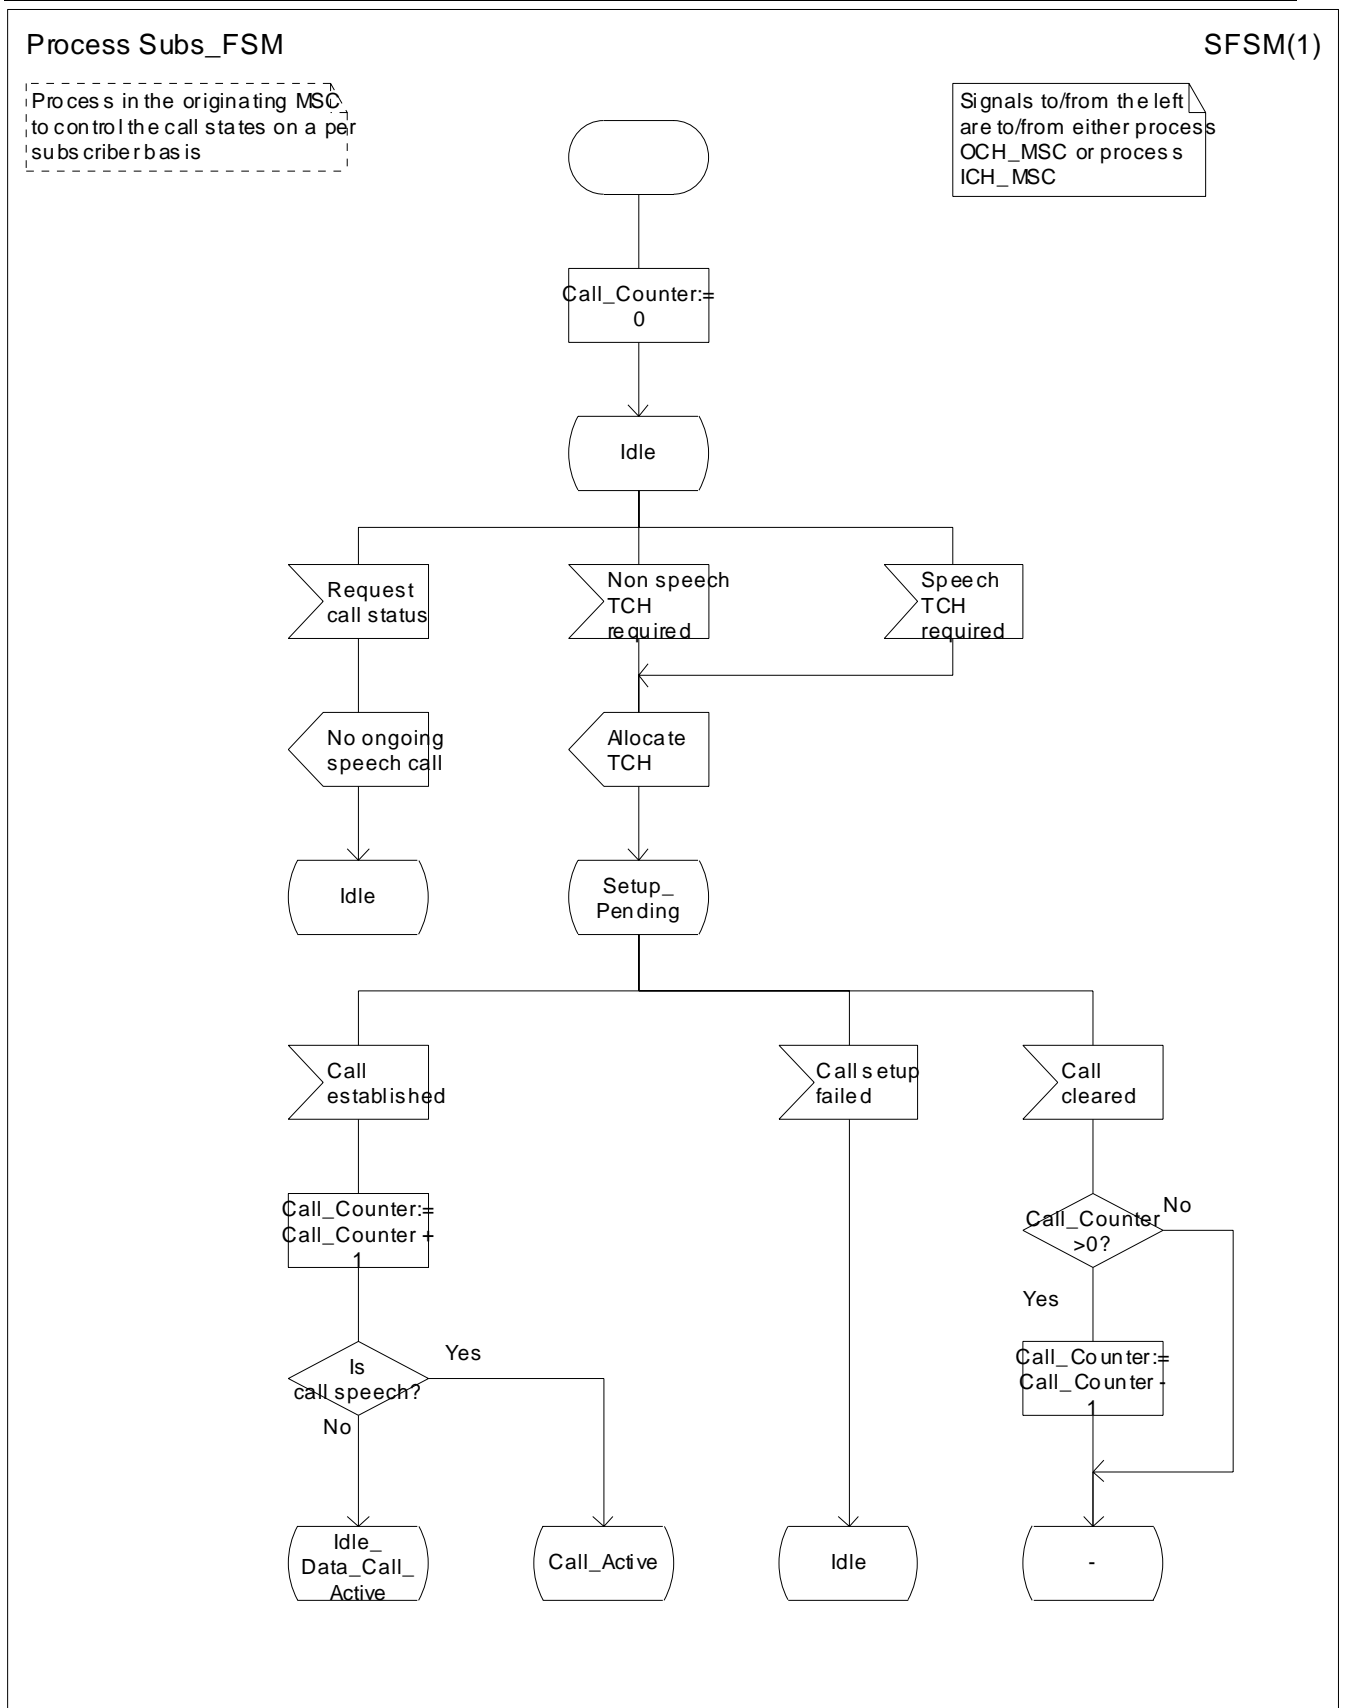 Process Subs_FSM
SFSM(1)
Process in the originating MSC
to control the call states on a per
subscriber basis
Signals to/from the left
are to/from either process
OCH_MSC or process
ICH_MSC
Call_Counter:=
0
Idle
Request
call status
Non speech
TCH
required
Speech
TCH
required
No ongoing
speech call
Allocate
TCH
Idle
Setup_
Pending
Call
established
Call setup
failed
Call
cleared
Call_Counter:=
Call_Counter +
1
Call_Counter
>0?
No
Yes
Call_Counter:=
Call_Counter -
1
Is
call speech?
Yes
No
Idle_
Data_Call_
Active
Call_Active
Idle
-